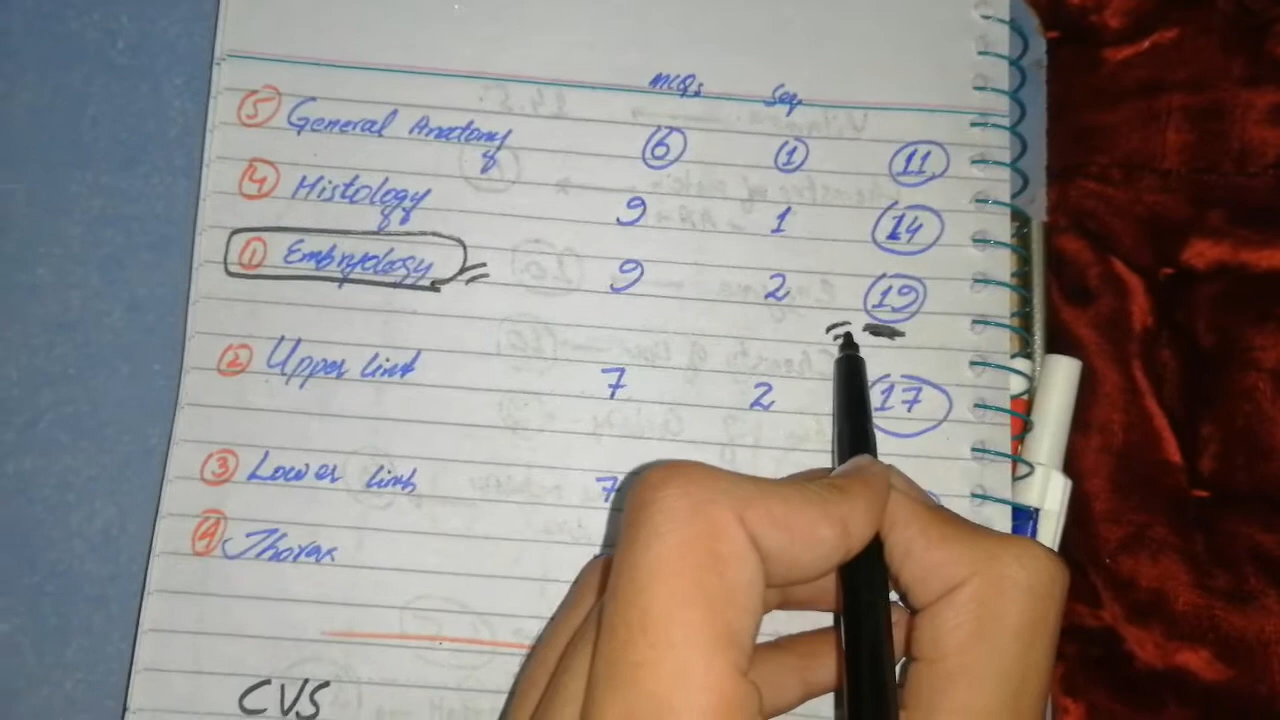 MCQs Seq
⑤ General Anatomy ⑥ ① ⑪
④ Histology 9 1 ⑭
① Embryology 9 2 ⑲
② Upper limt 7 2 ⑰
③ Lower limb 7
④ Thorax
CVS